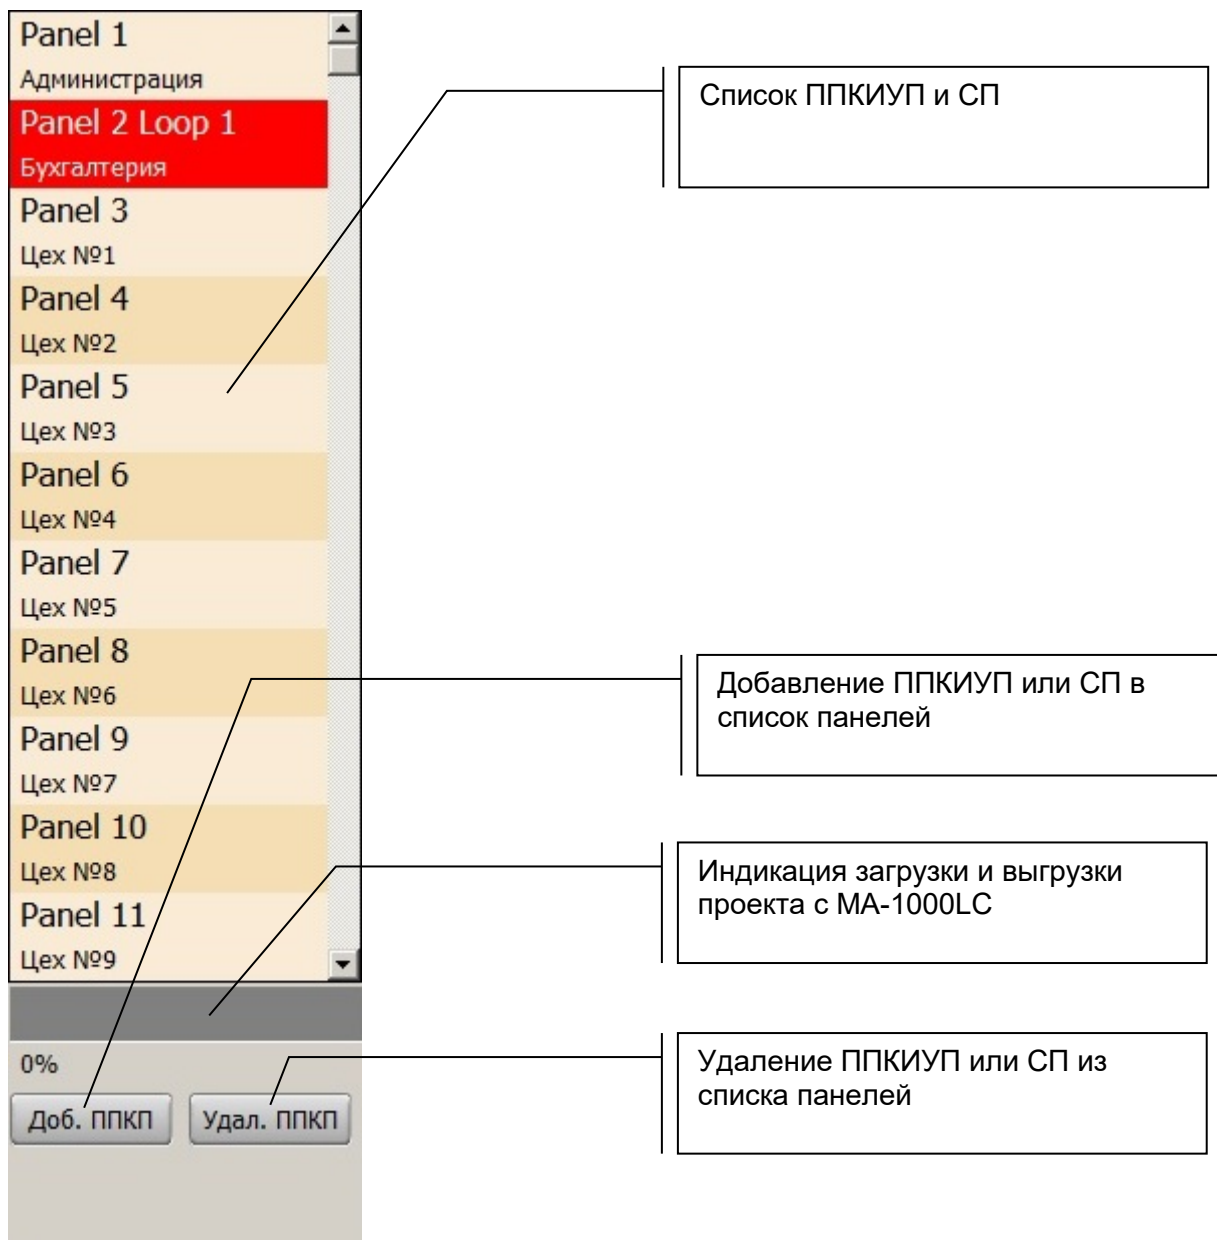 Panel 1
Администрация
Panel 2 Loop 1
Бухгалтерия
Panel 3
Цех №1
Panel 4
Цех №2
Panel 5
Цех №3
Panel 6
Цех №4
Panel 7
Цех №5
Panel 8
Цех №6
Panel 9
Цех №7
Panel 10
Цех №8
Panel 11
Цех №9
0%
Доб. ППКП
Удал. ППКП
Список ППКИУП и СП
Добавление ППКИУП или СП в
список панелей
Индикация загрузки и выгрузки
проекта с MA-1000LC
Удаление ППКИУП или СП из
списка панелей